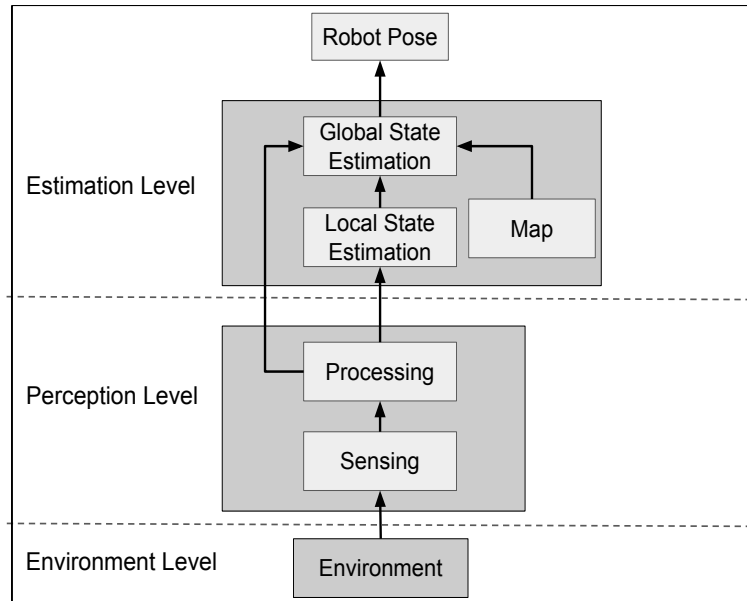 Robot Pose
Global State
Estimation
Estimation Level
Local State
Estimation
Map
Processing
Perception Level
Sensing
Environment Level
Environment